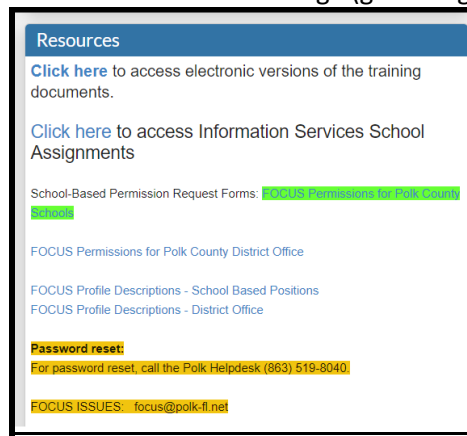 Resources
Click here to access electronic versions of the training
documents.
Click here to access Information Services School
Assignments
School-Based Permission Request Forms: FOCUS Permissions for Polk County
Schools
FOCUS Permissions for Polk County District Office
FOCUS Profile Descriptions - School Based Positions
FOCUS Profile Descriptions - District Office
Password reset:
For password reset, call the Polk Helpdesk (863) 519-8040.
FOCUS ISSUES: focus@polk-fl.net